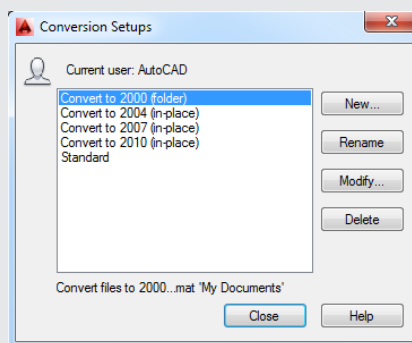 Conversion Setups
Current user: AutoCAD
Convert to 2000 (folder)
Convert to 2004 (in-place)
Convert to 2007 (in-place)
Convert to 2010 (in-place)
Standard
New...
Rename
Modify...
Delete
Convert files to 2000...mat 'My Documents'
Close
Help